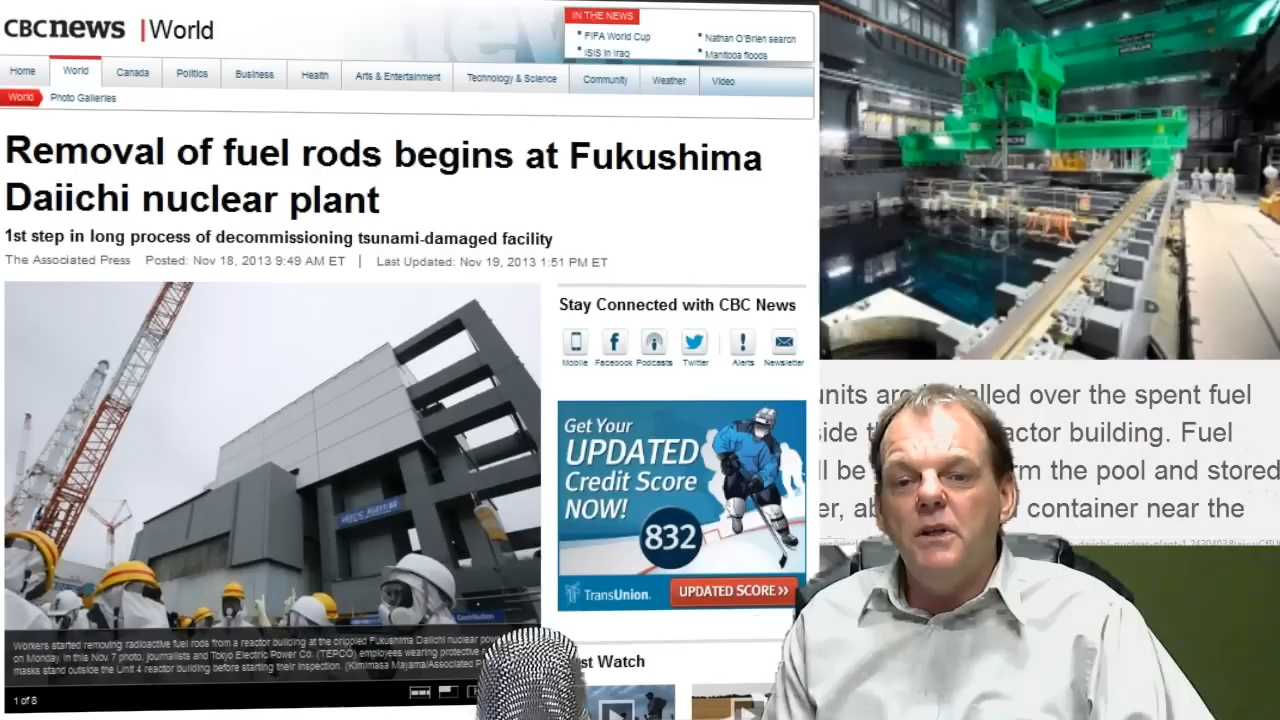 CBCnews | World
IN THE NEWS
FIFA World Cup
ISIS in Iraq
Nathan O'Brien search
Manitoba floods
Home World Canada Politics Business Health Arts & Entertainment Technology & Science Community Weather Video
World Photo Galleries
Removal of fuel rods begins at Fukushima
Daiichi nuclear plant
1st step in long process of decommissioning tsunami-damaged facility
The Associated Press Posted: Nov 18, 2013 9:49 AM ET | Last Updated: Nov 19, 2013 1:51 PM ET
Stay Connected with CBC News
Mobile Facebook Podcasts Twitter Alerts Newsletter
Get Your
UPDATED
Credit Score
NOW!
832
TransUnion.
UPDATED SCORE >>
Workers started removing radioactive fuel rods from a reactor building at the crippled Fukushima Daiichi nuclear
on Monday. In this Nov 7 photo, journalists and Tokyo Electric Power Co. (TEPCO) employees wearing protective
masks stand outside the Unit 4 reactor building before starting their inspection. (Kimimasa Mayama/Associated
1 of 8
Watch
units are over the spent fuel
actor building. Fuel
be the pool and stored
container near the